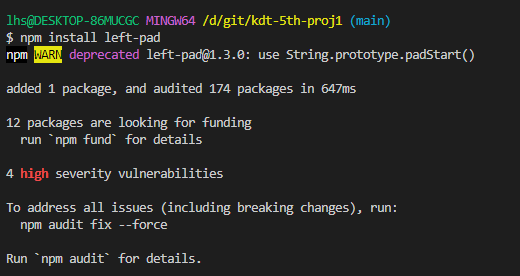 lhs@DESKTOP-86MUCGC MINGW64 /d/git/kdt-5th-proj1 (main)
$ npm install left-pad
npm WARN deprecated left-pad@1.3.0: use String.prototype.padStart()
added 1 package, and audited 174 packages in 647ms
12 packages are looking for funding
  run `npm fund` for details
4 high severity vulnerabilities
To address all issues (including breaking changes), run:
  npm audit fix --force
Run `npm audit` for details.